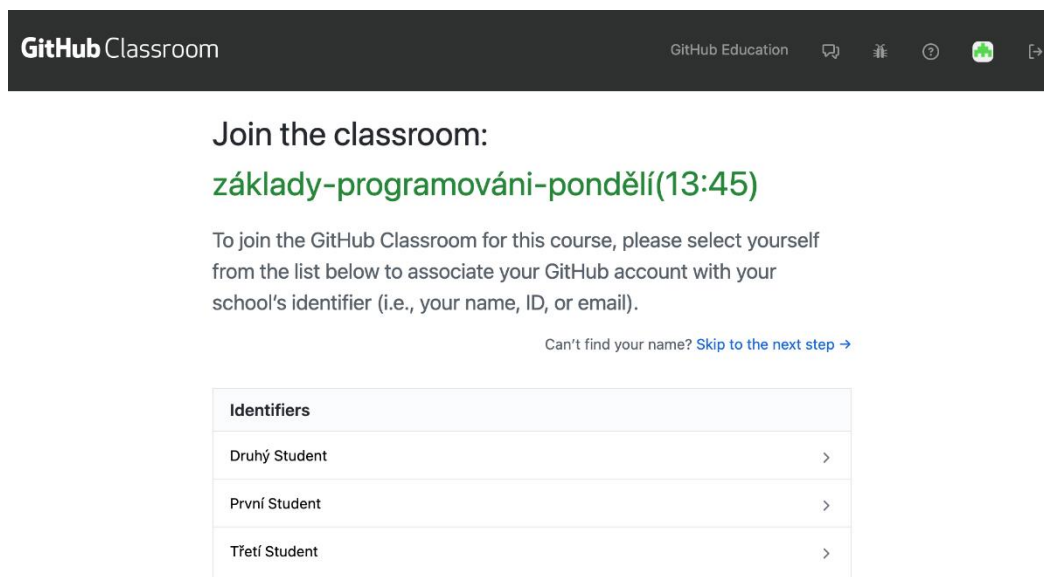 GitHub Classroom
GitHub Education
Join the classroom:
základy-programováni-pondělí(13:45)
To join the GitHub Classroom for this course, please select yourself
from the list below to associate your GitHub account with your
school's identifier (i.e., your name, ID, or email).
Can't find your name? Skip to the next step →
Identifiers
Druhý Student
První Student
Třetí Student